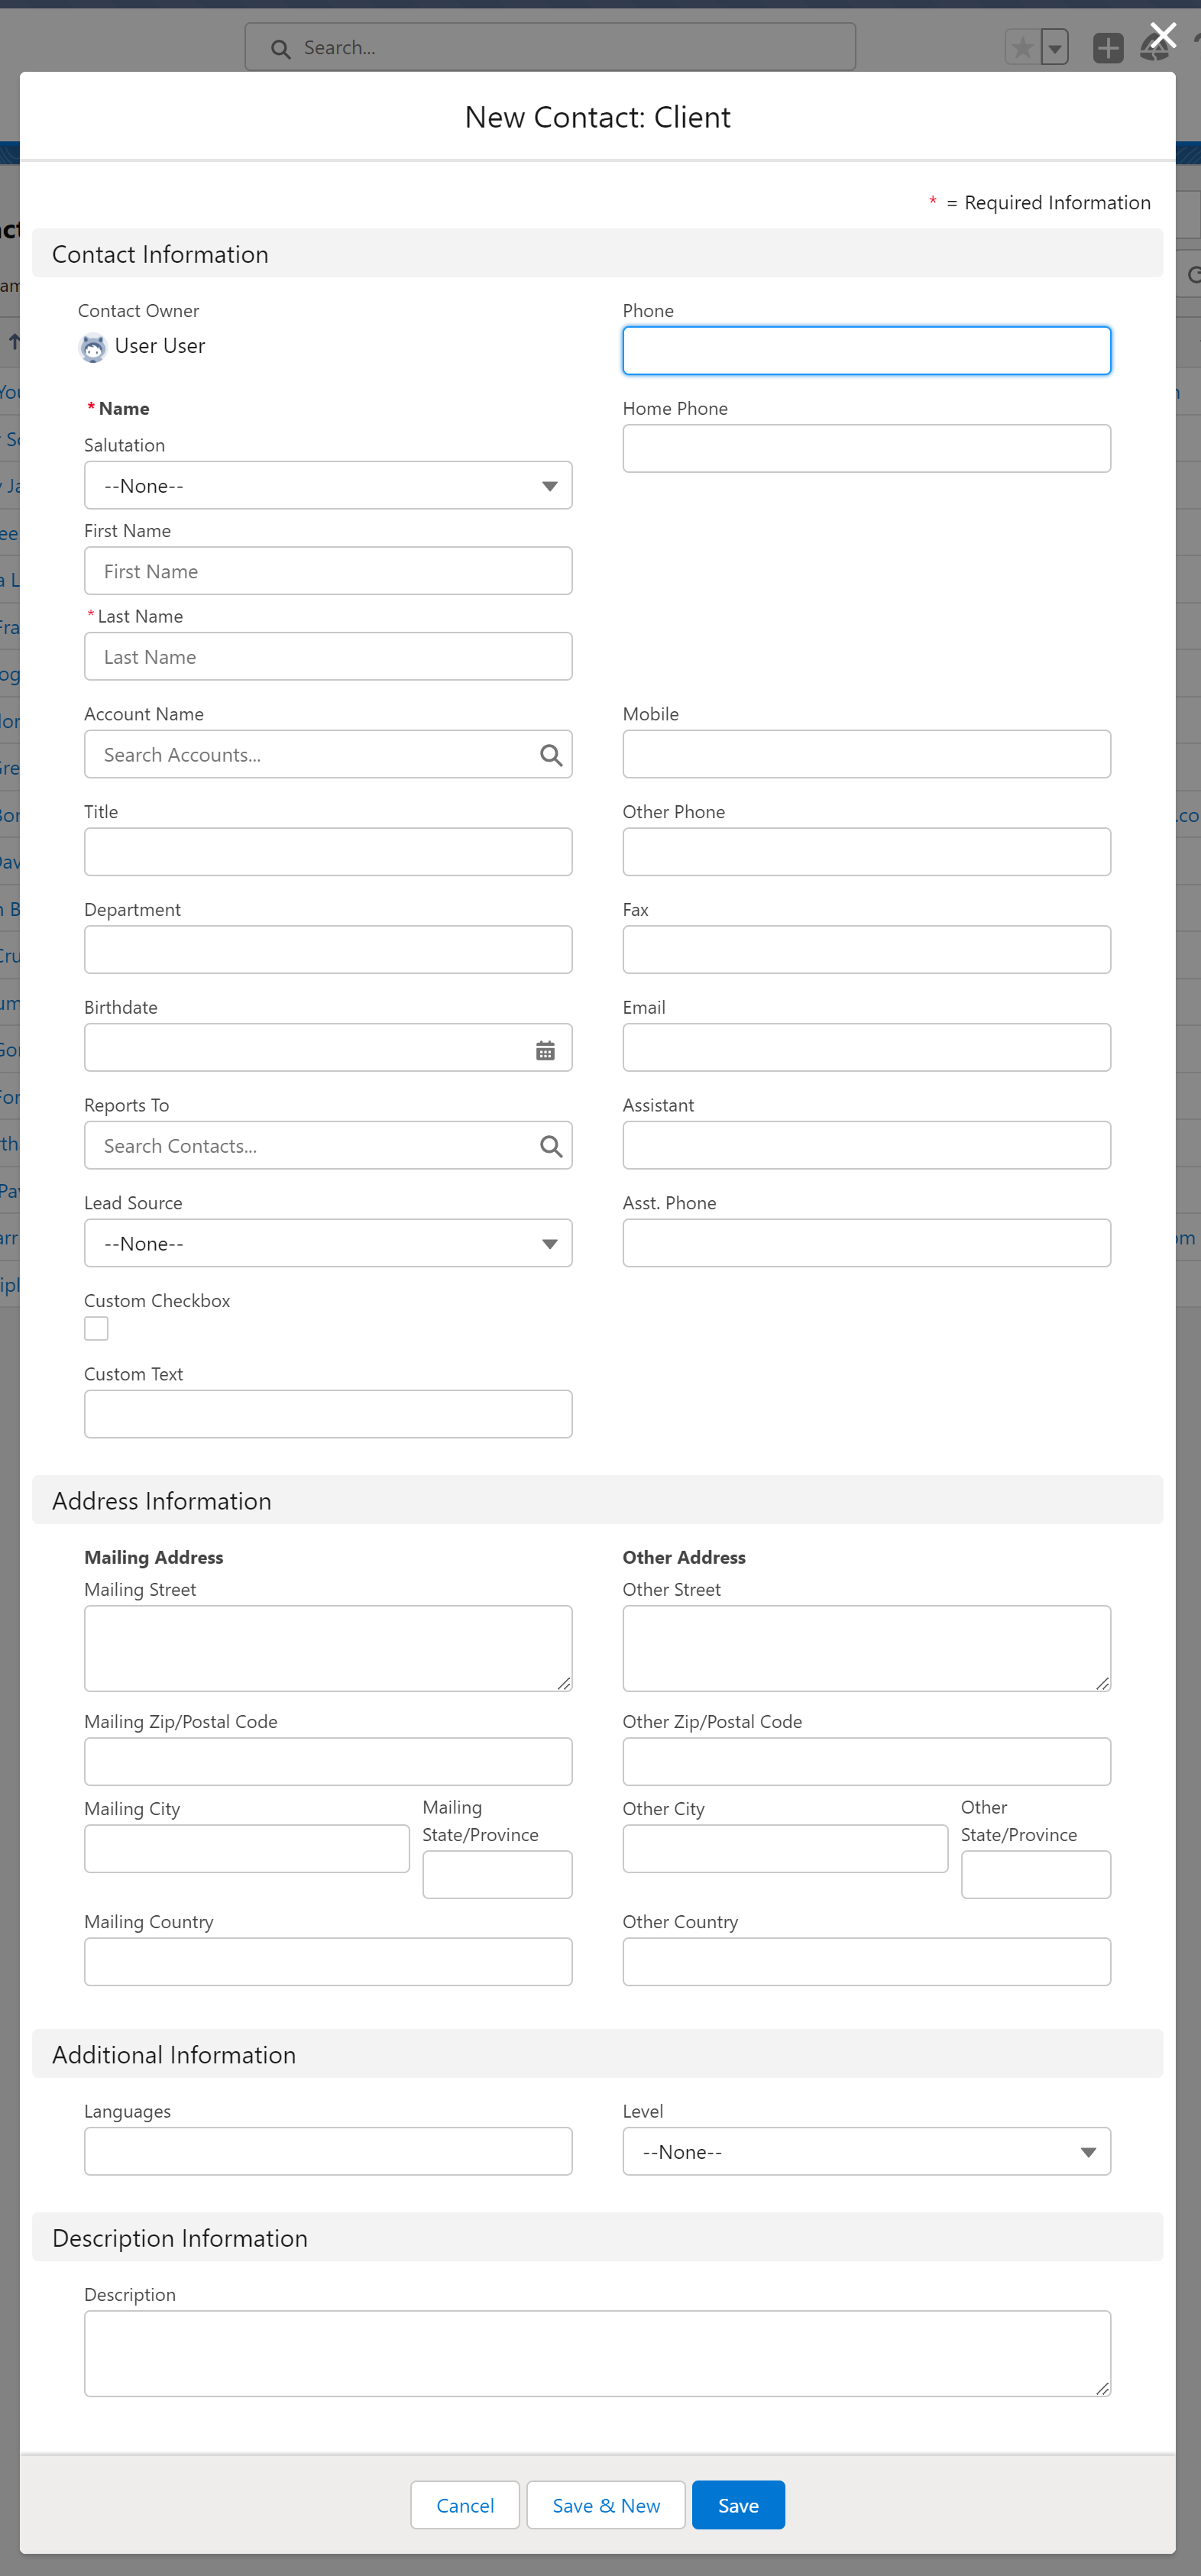 Search...
New Contact: Client
* = Required Information
Contact Information
Contact Owner
User User
Phone
* Name
Home Phone
Salutation
--None--
First Name
First Name
* Last Name
Last Name
Account Name
Search Accounts...
Mobile
Title
Other Phone
Department
Fax
Birthdate
Email
Reports To
Search Contacts...
Assistant
Lead Source
--None--
Asst. Phone
Custom Checkbox
Custom Text
Address Information
Mailing Address
Other Address
Mailing Street
Other Street
Mailing Zip/Postal Code
Other Zip/Postal Code
Mailing City
Mailing State/Province
Other City
Other State/Province
Mailing Country
Other Country
Additional Information
Languages
Level
--None--
Description Information
Description
Cancel
Save & New
Save